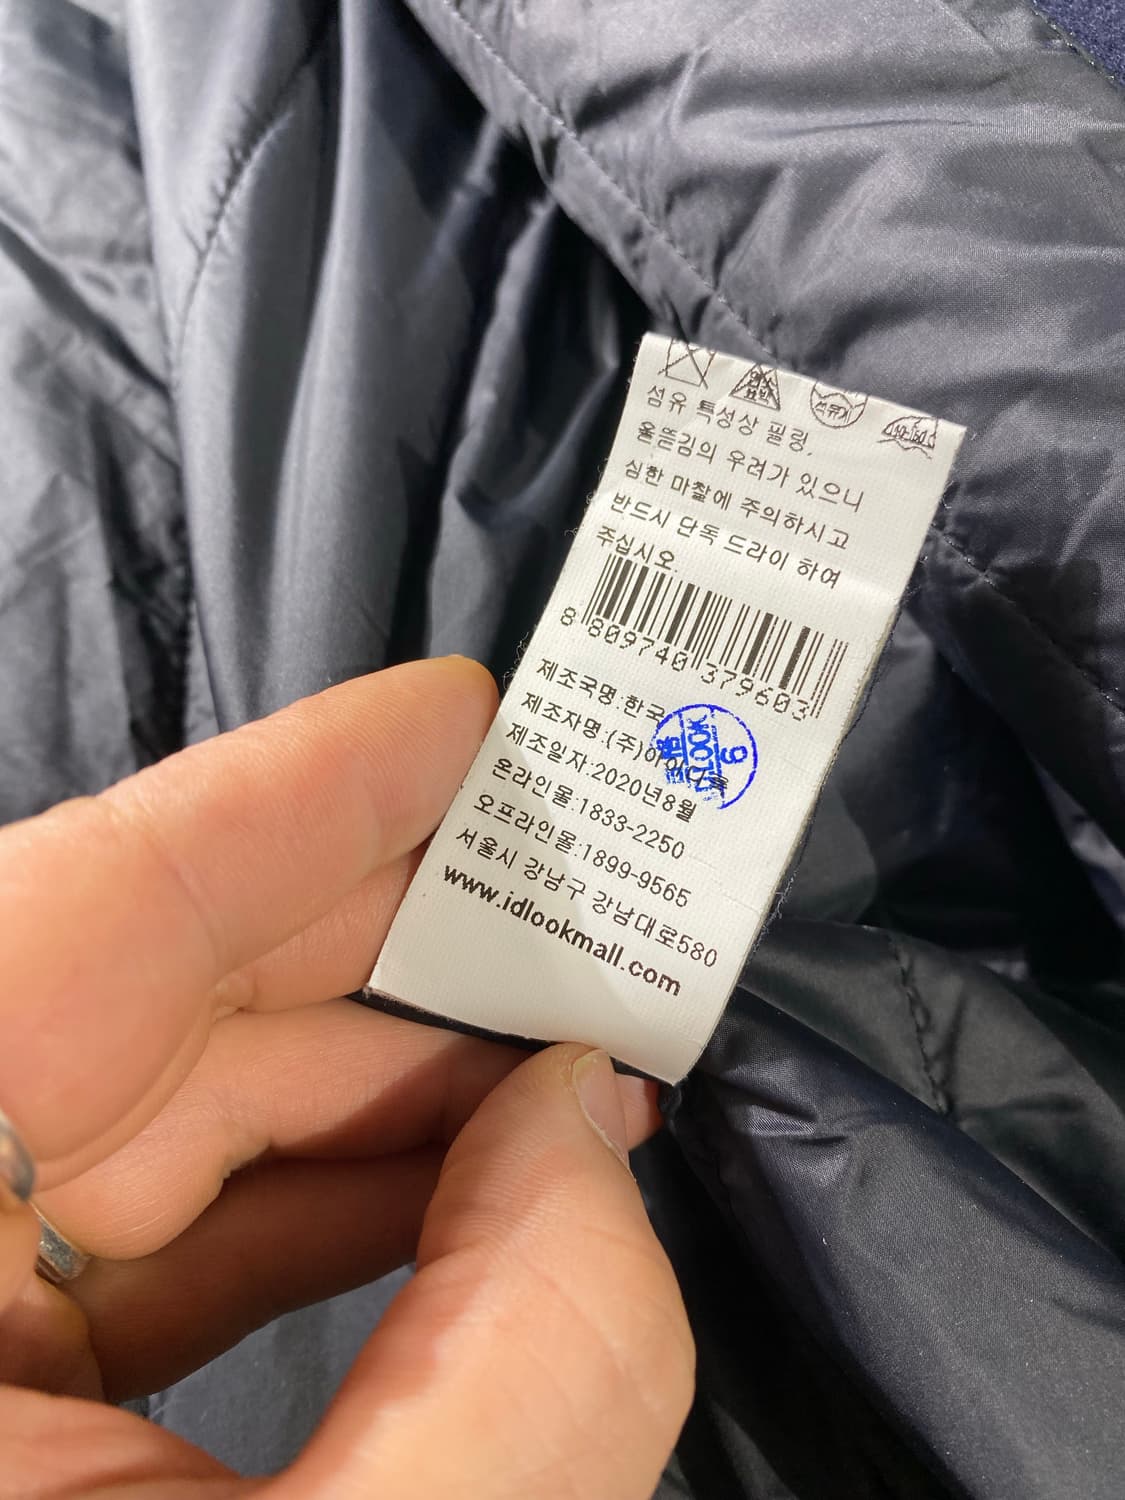 섬유 특성상 필링,
올뜯김의 우려가 있으니
심한 마찰에 주의하시고
반드시 단독 드라이 하여
주십시오.
8 809740 379603
제조국명:한국
제조자명:(주)아이디룩
제조일자:2020년8월
온라인몰:1833-2250
오프라인몰:1899-9565
서울시 강남구 강남대로580
www.idlookmall.com